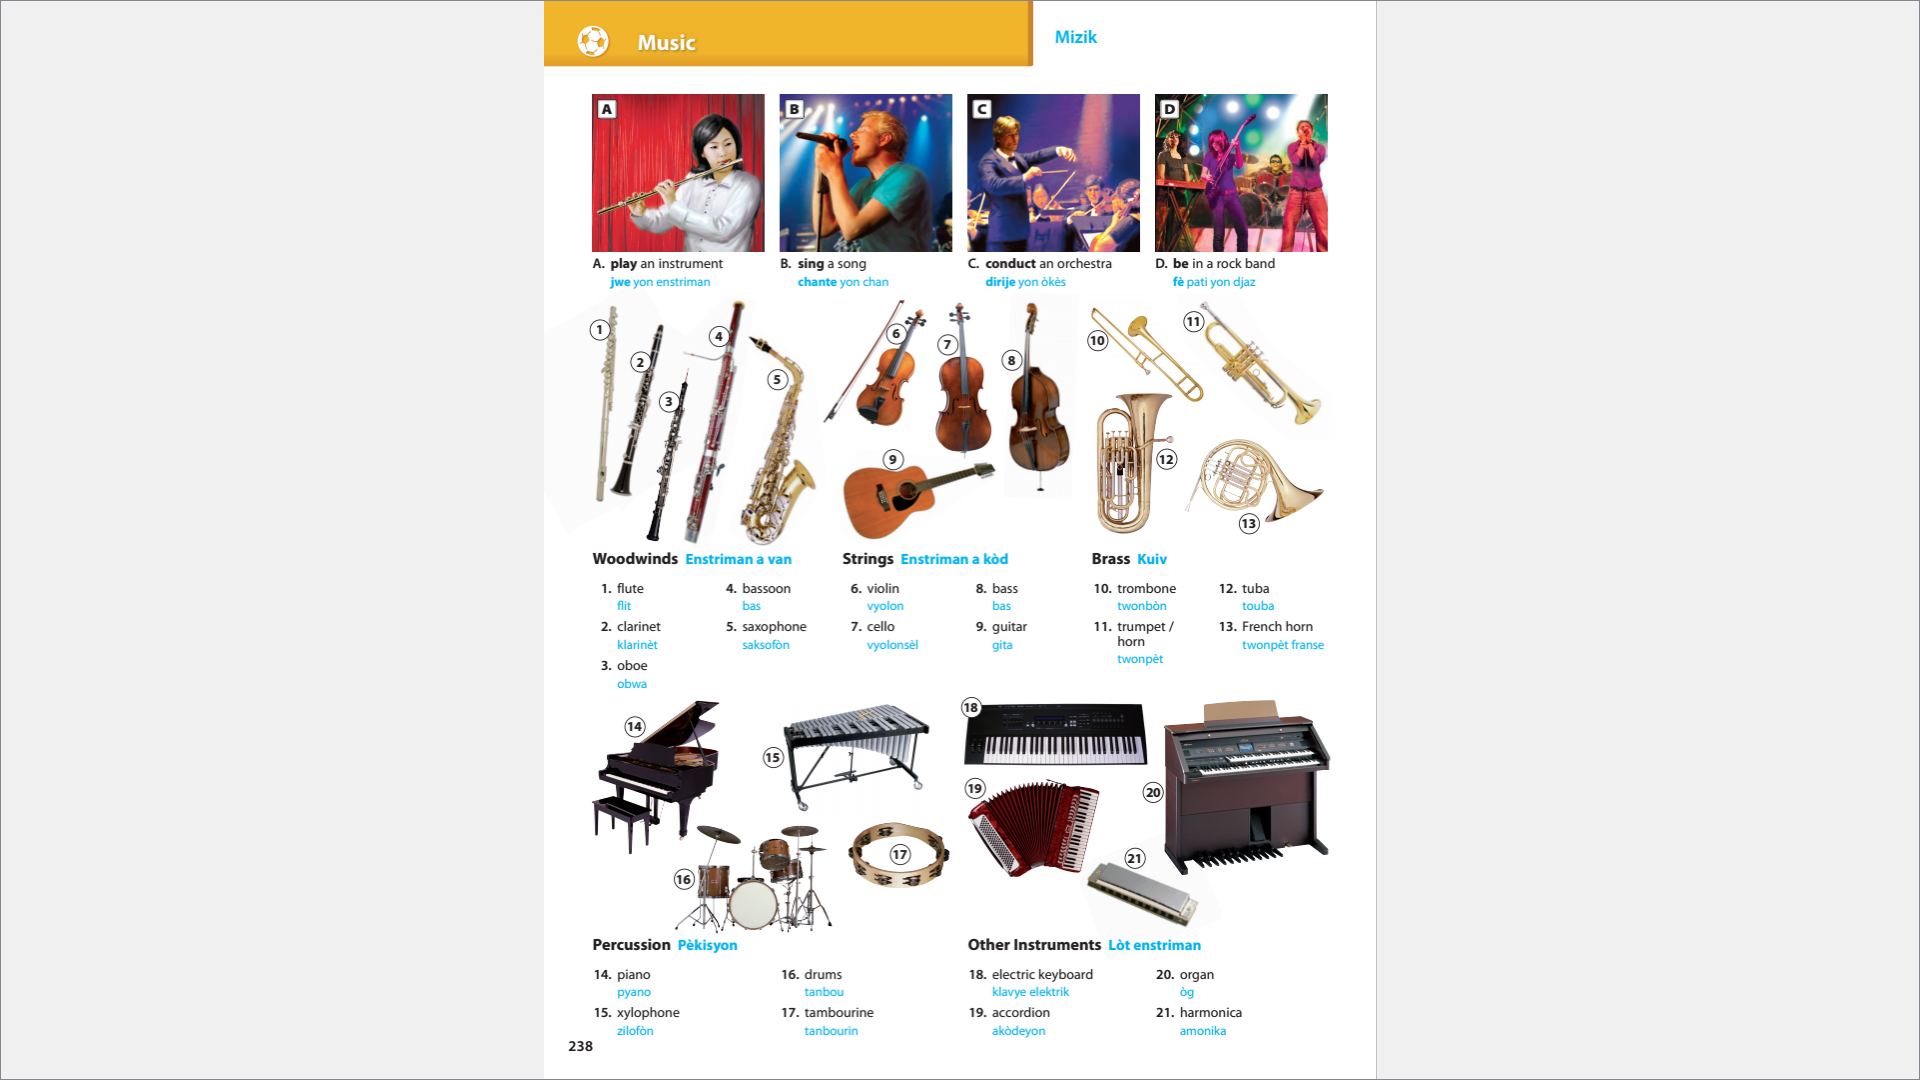 Music
Mizik
A
B
C
D
A. play an instrument
jwe yon enstriman
B. sing a song
chante yon chan
C. conduct an orchestra
dirije yon òkès
D. be in a rock band
fè pati yon djaz
1
2
3
4
5
6
7
8
9
10
11
12
13
Woodwinds Enstriman a van
1. flute
flit
2. clarinet
klarinèt
3. oboe
obwa
4. bassoon
bas
5. saxophone
saksofòn
Strings Enstriman a kòd
6. violin
vyolon
7. cello
vyolonsèl
8. bass
bas
9. guitar
gita
Brass Kuiv
10. trombone
twonbòn
11. trumpet /
horn
twonpèt
12. tuba
touba
13. French horn
twonpèt franse
14
15
16
17
18
19
20
21
Percussion Pèkisyon
14. piano
pyano
15. xylophone
zilofòn
16. drums
tanbou
17. tambourine
tanbourin
Other Instruments Lòt enstriman
18. electric keyboard
klavye elektrik
19. accordion
akòdeyon
20. organ
òg
21. harmonica
amonika
238